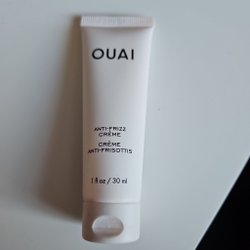 OUAI
ANTI-FRIZZ
CRÈME
CRÈME
ANTI-FRISOTTIS
1 fl oz / 30 ml